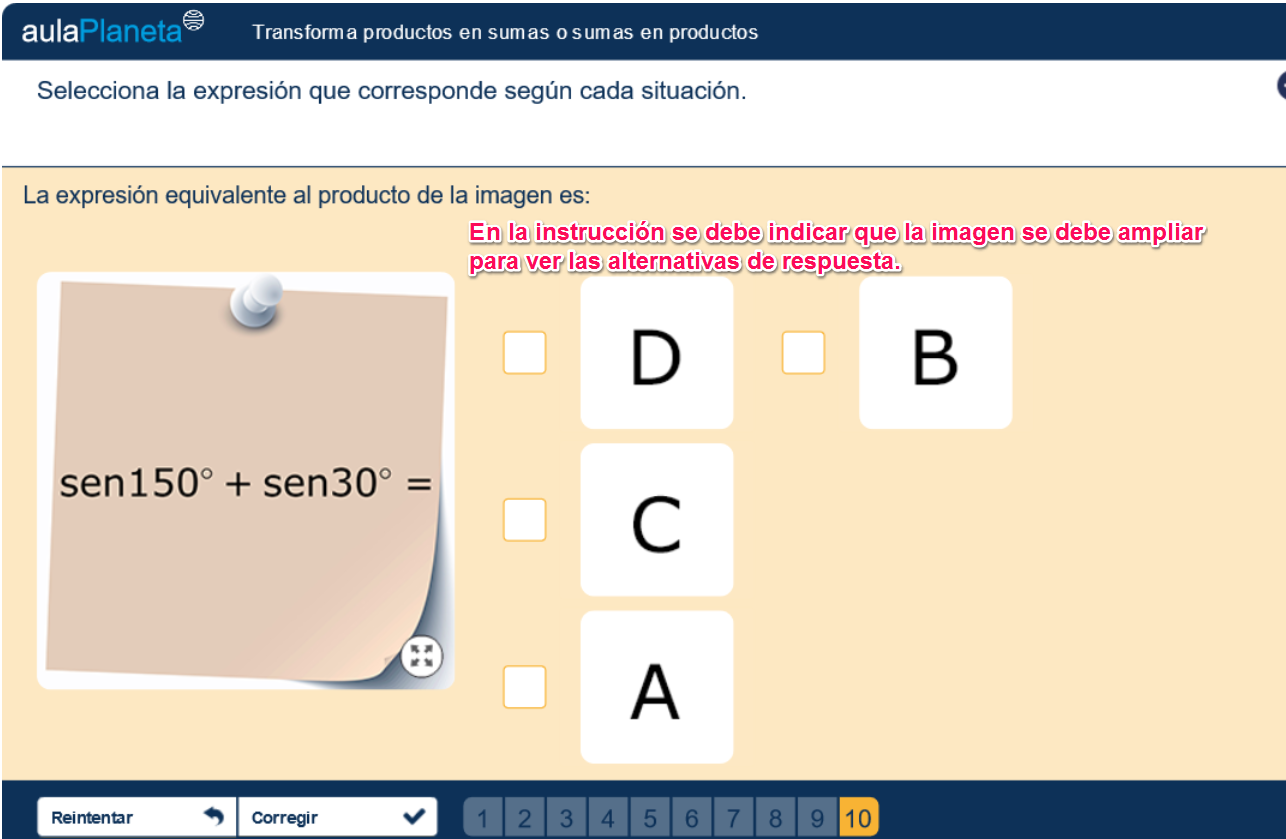 aulaPlaneta
Transforma productos en sumas o sumas en productos
Selecciona la expresión que corresponde según cada situación.
La expresión equivalente al producto de la imagen es:
En la instrucción se debe indicar que la imagen se debe ampliar
para ver las alternativas de respuesta.
sen150° + sen30° =
D
B
C
A
Reintentar
Corregir
1 2 3 4 5 6 7 8 9 10